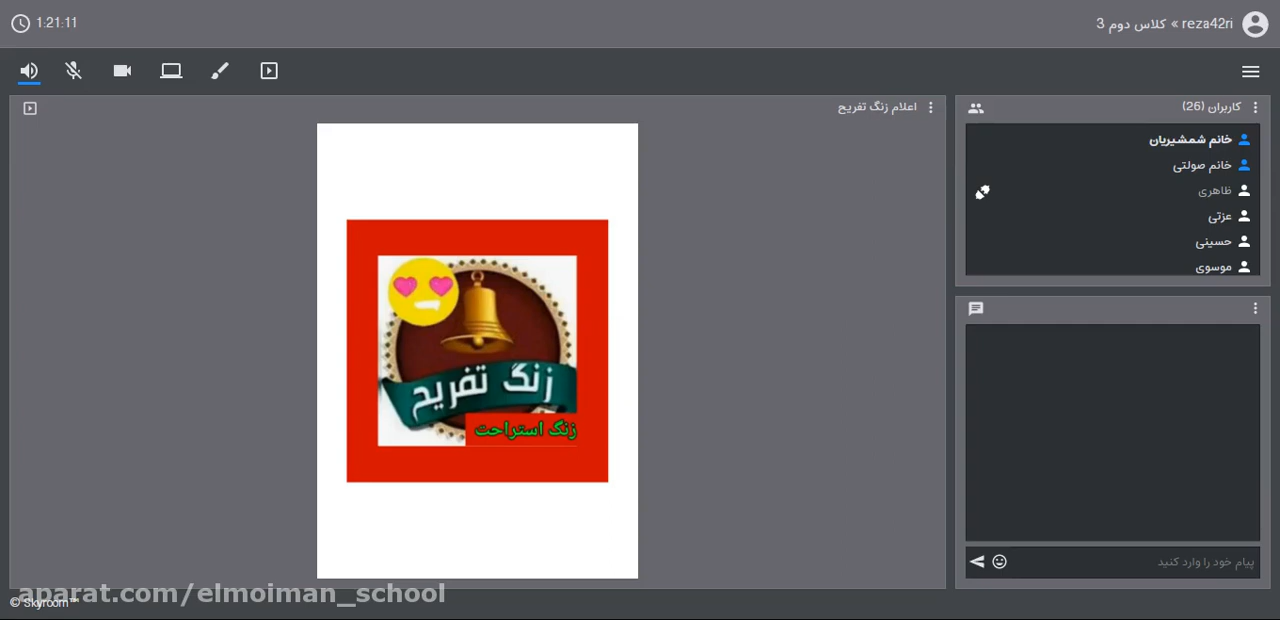 1:21:11
reza42ri » کلاس دوم 3
اعلام زنگ تفریح
زنگ تفریح
زنگ استراحت
کاربران (26)
خانم شمشیریان
خانم صولتی
ظاهری
عزتی
حسینی
موسوی
پیام خود را وارد کنید
aparat.com/elmoiman_school
© Skyroom™